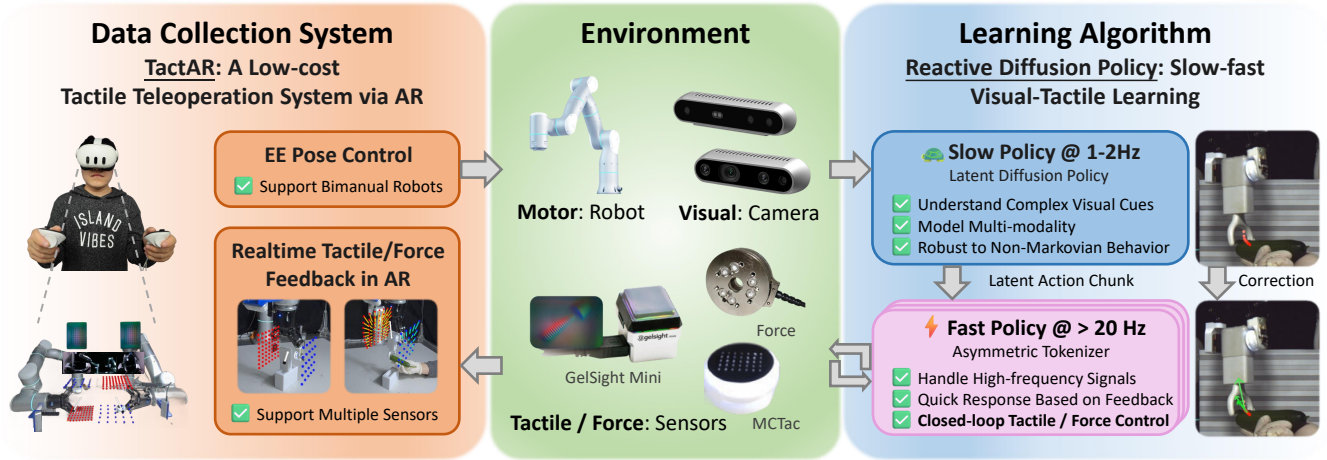 Data Collection System
TactAR: A Low-cost
Tactile Teleoperation System via AR
ISLAND
VIBES
EE Pose Control
Support Bimanual Robots
Realtime Tactile/Force
Feedback in AR
Support Multiple Sensors
Environment
Motor: Robot
Visual: Camera
gelsight
GelSight Mini
Force
MCTac
Tactile / Force: Sensors
Learning Algorithm
Reactive Diffusion Policy: Slow-fast
Visual-Tactile Learning
Slow Policy @ 1-2Hz
Latent Diffusion Policy
Understand Complex Visual Cues
Model Multi-modality
Robust to Non-Markovian Behavior
Latent Action Chunk
Correction
Fast Policy @ > 20 Hz
Asymmetric Tokenizer
Handle High-frequency Signals
Quick Response Based on Feedback
Closed-loop Tactile / Force Control